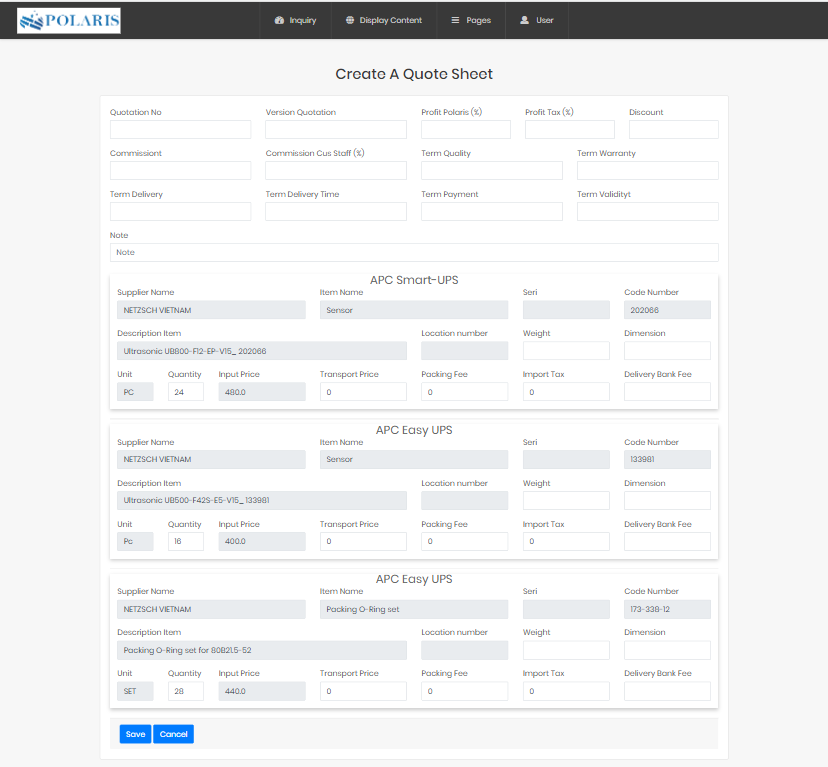 POLARIS
Inquiry Display Content Pages User
Create A Quote Sheet
Quotation No Version Quotation Profit Polaris (%) Profit Tax (%) Discount
Commissiont Commission Cus Staff (%) Term Quality Term Warranty
Term Delivery Term Delivery Time Term Payment Term Validityt
Note
Note
APC Smart-UPS
Supplier Name Item Name Seri Code Number
NETZSCH VIETNAM Sensor 202066
Description Item Location number Weight Dimension
Ultrasonic UB800-F12-EP-V15_ 202066
Unit Quantity Input Price Transport Price Packing Fee Import Tax Delivery Bank Fee
PC 24 480.0 0 0 0
APC Easy UPS
Supplier Name Item Name Seri Code Number
NETZSCH VIETNAM Sensor 133981
Description Item Location number Weight Dimension
Ultrasonic UB500-F42S-E5-V15_ 133981
Unit Quantity Input Price Transport Price Packing Fee Import Tax Delivery Bank Fee
Pc 16 400.0 0 0 0
APC Easy UPS
Supplier Name Item Name Seri Code Number
NETZSCH VIETNAM Packing O-Ring set 173-338-12
Description Item Location number Weight Dimension
Packing O-Ring set for 80B21.5-52
Unit Quantity Input Price Transport Price Packing Fee Import Tax Delivery Bank Fee
SET 28 440.0 0 0 0
Save Cancel